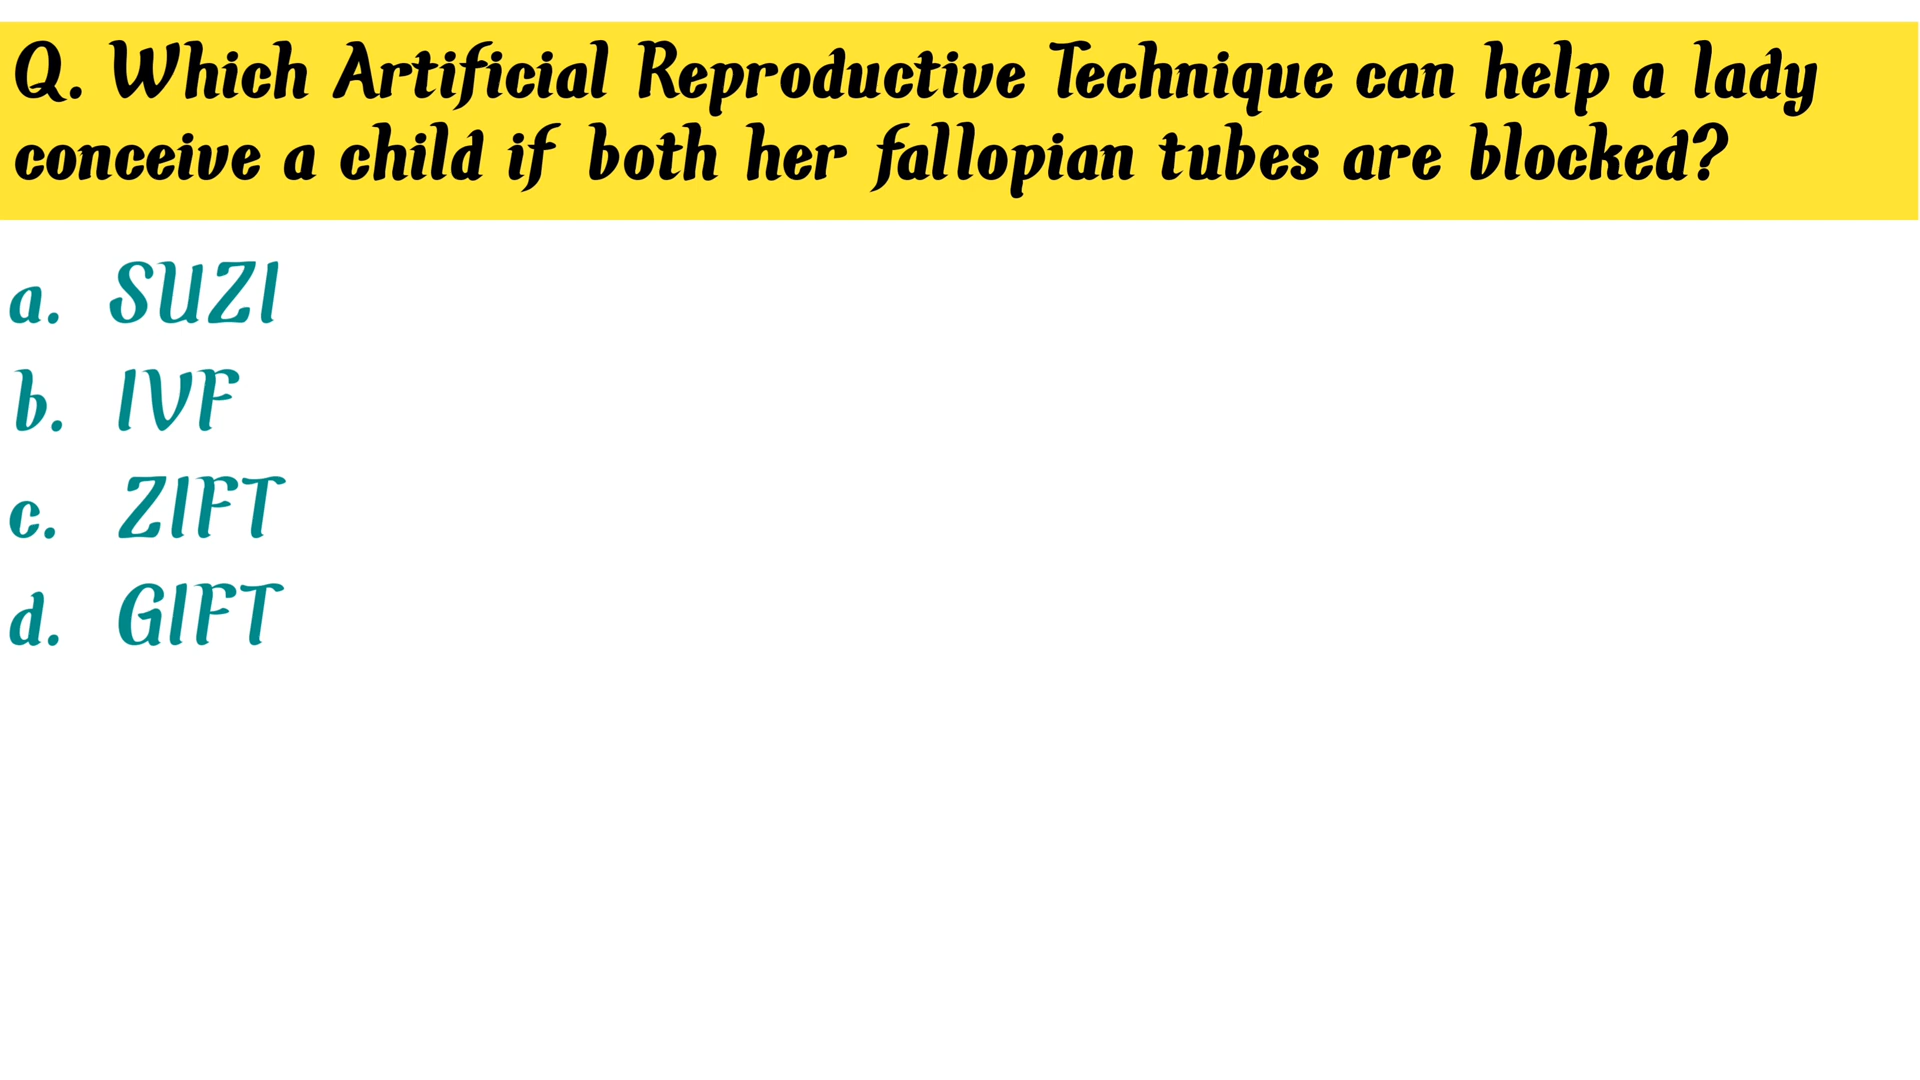 Q. Which Artificial Reproductive Technique can help a lady
conceive a child if both her fallopian tubes are blocked?
a. SUZI
b. IVF
c. ZIFT
d. GIFT